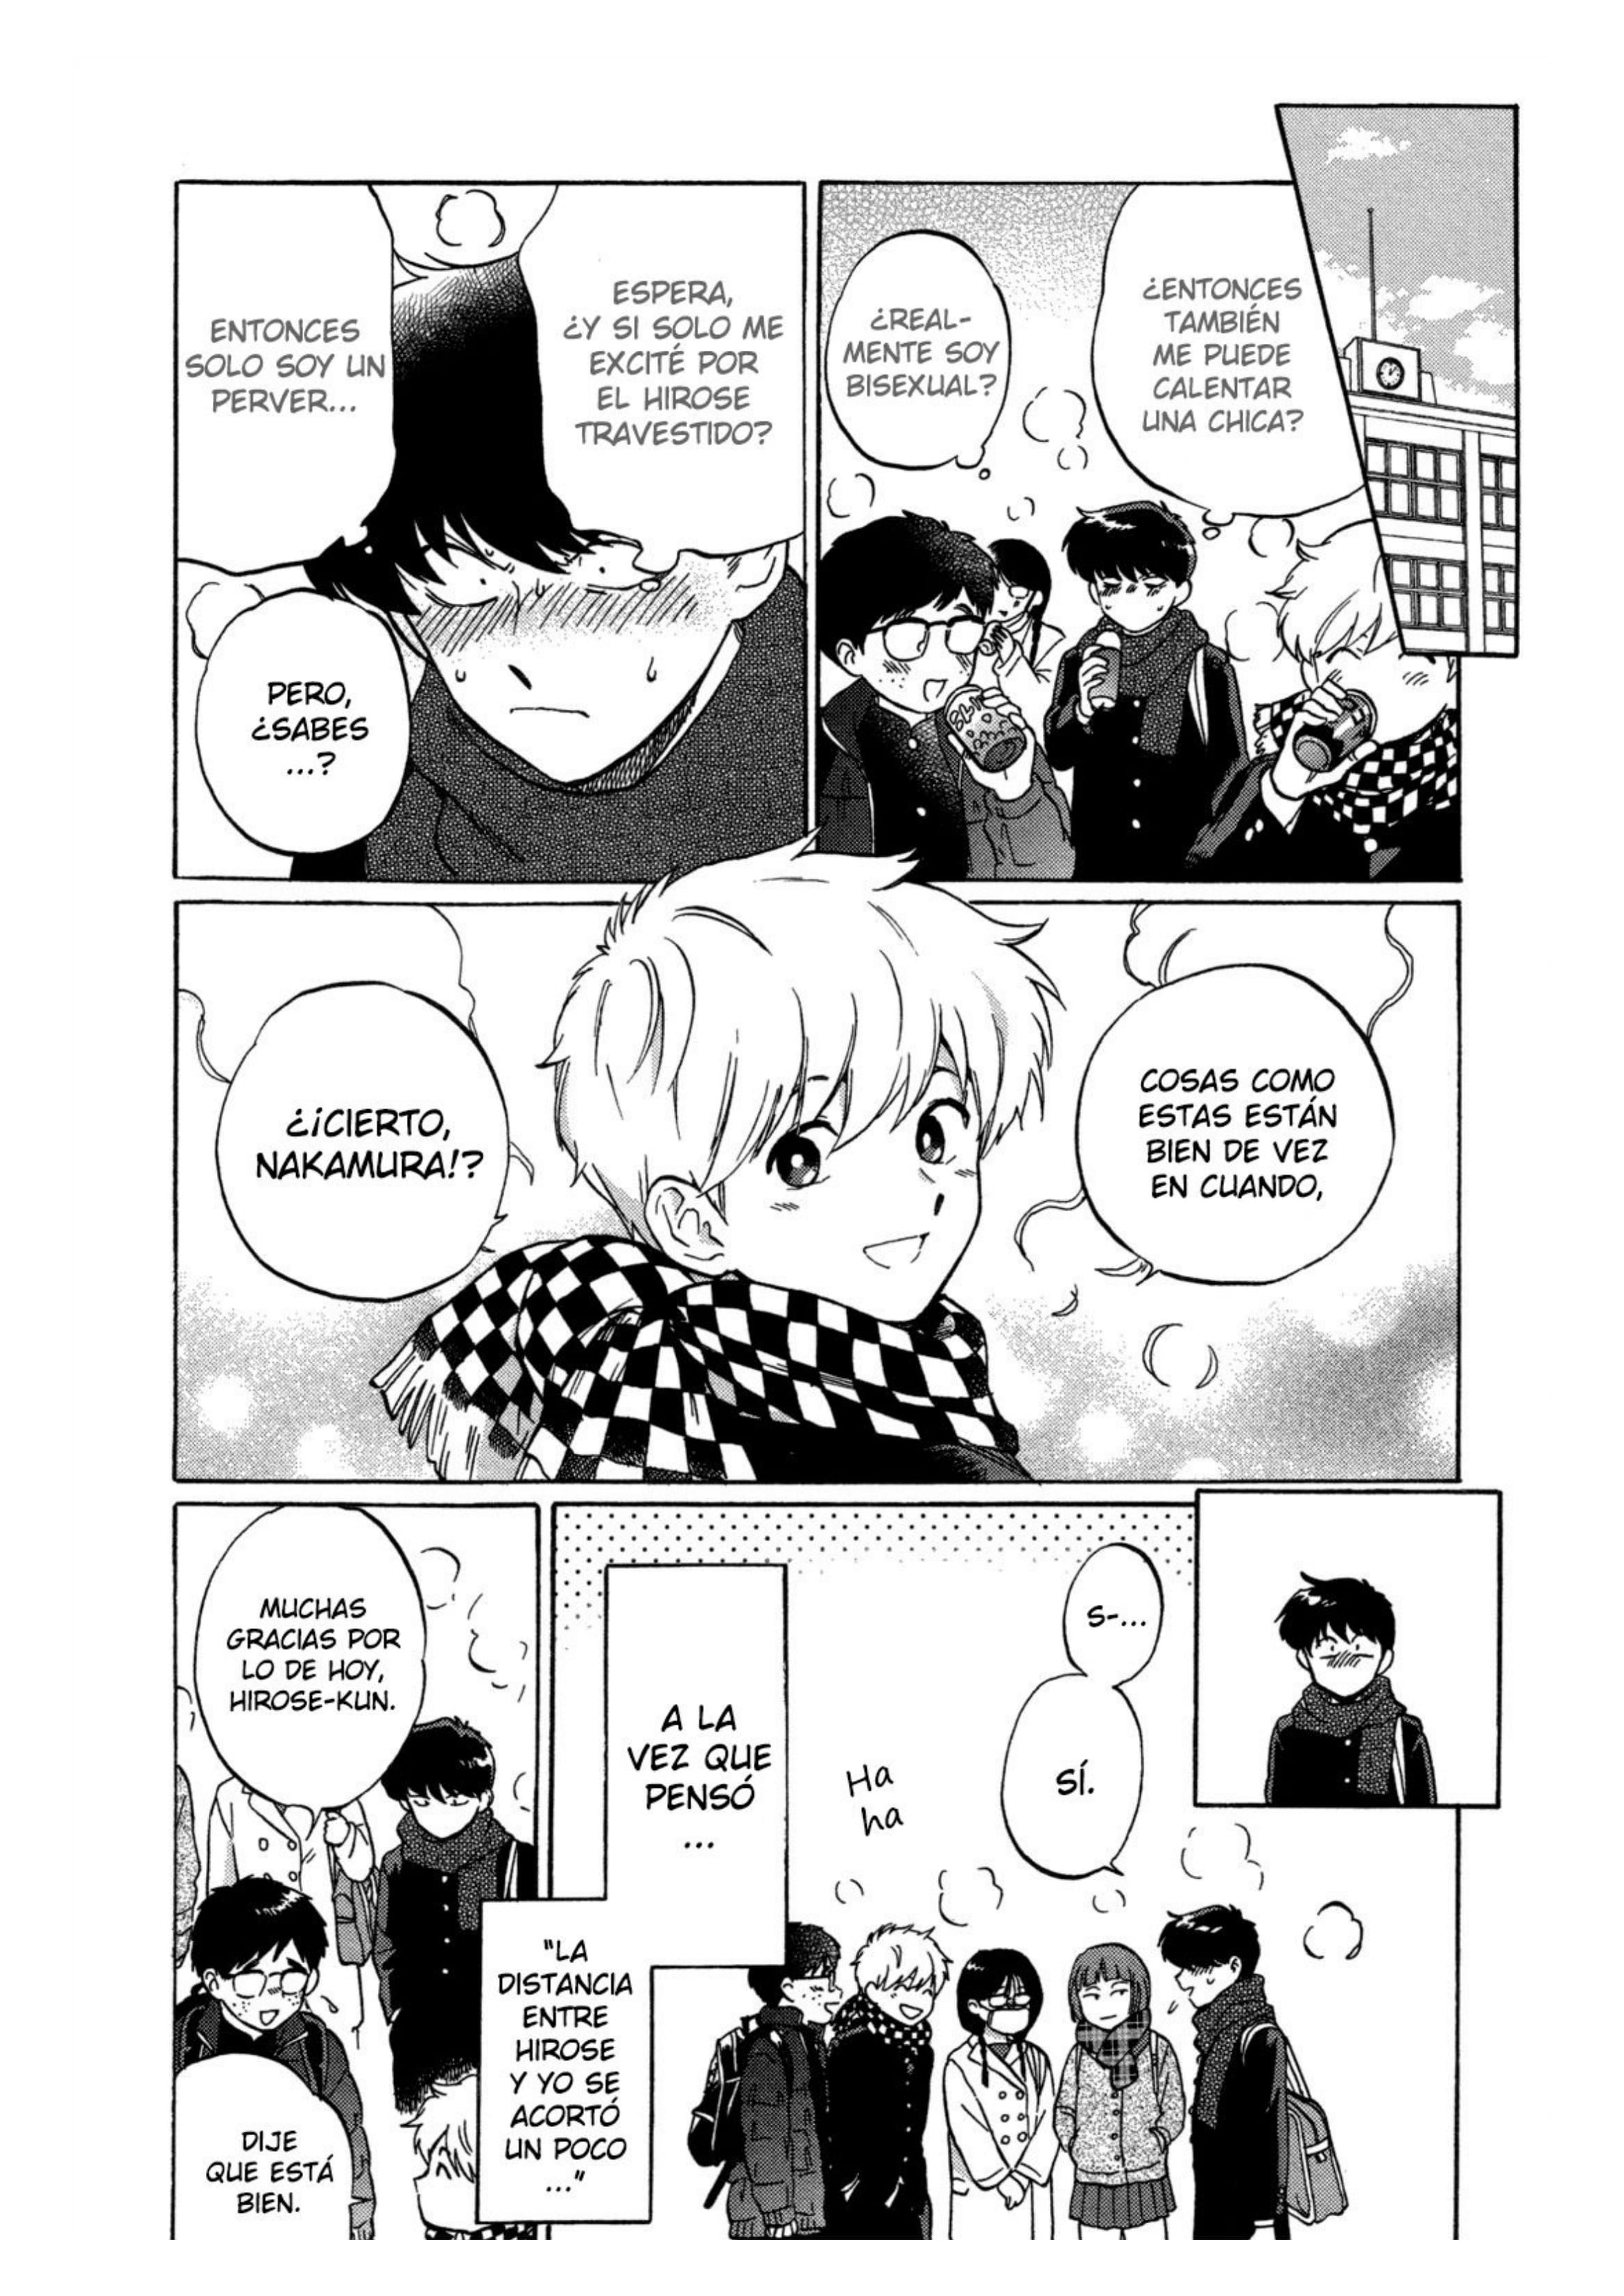 ¿ENTONCES
TAMBIÉN
ME PUEDE
CALENTAR
UNA CHICA?
¿REAL-
MENTE SOY
BISEXUAL?
ESPERA,
¿Y SI SOLO ME
EXCITÉ POR
EL HIROSE
TRAVESTIDO?
ENTONCES
SOLO SOY UN
PERVER...
PERO,
¿SABES
...?
COSAS COMO
ESTAS ESTÁN
BIEN DE VEZ
EN CUANDO,
¿¡CIERTO,
NAKAMURA!?
S-...
SÍ.
Ha
ha
A LA
VEZ QUE
PENSÓ
...
"LA
DISTANCIA
ENTRE
HIROSE
Y YO SE
ACORTÓ
UN POCO
..."
MUCHAS
GRACIAS POR
LO DE HOY,
HIROSE-KUN.
DIJE
QUE ESTÁ
BIEN.